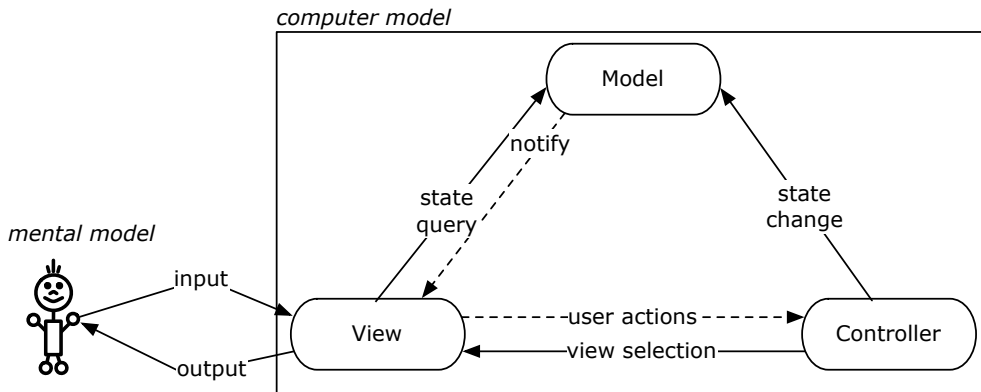 computer model
Model
notify
state
query
state
change
mental model
input
View
user actions
Controller
view selection
output